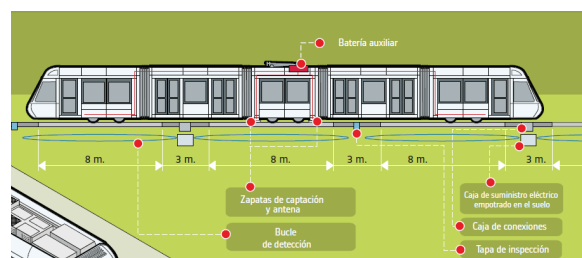 Batería auxiliar
8 m.
3 m.
8 m.
3 m.
8 m.
3 m.
Zapatas de captación
y antena
Bucle
de detección
Caja de suministro eléctrico
empotrado en el suelo
Caja de conexiones
Tapa de inspección